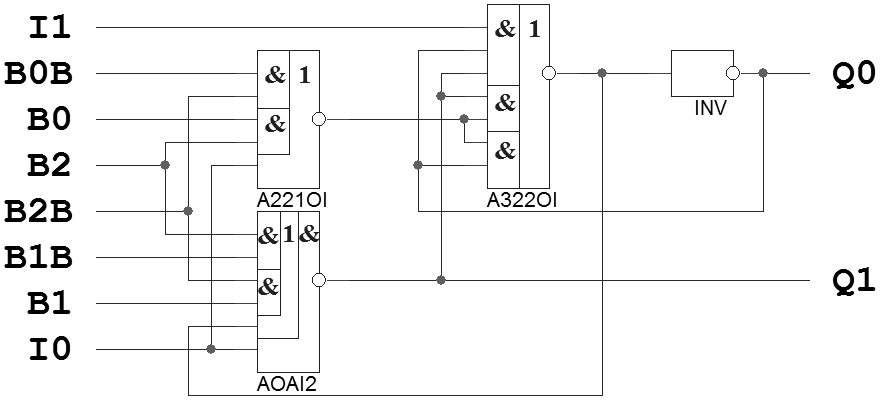 I1
& 1
B0B
& 1
Q0
INV
&
B0
&
&
B2
A221OI
A322OI
B2B
& 1 &
B1B
Q1
&
B1
I0
AOAI2